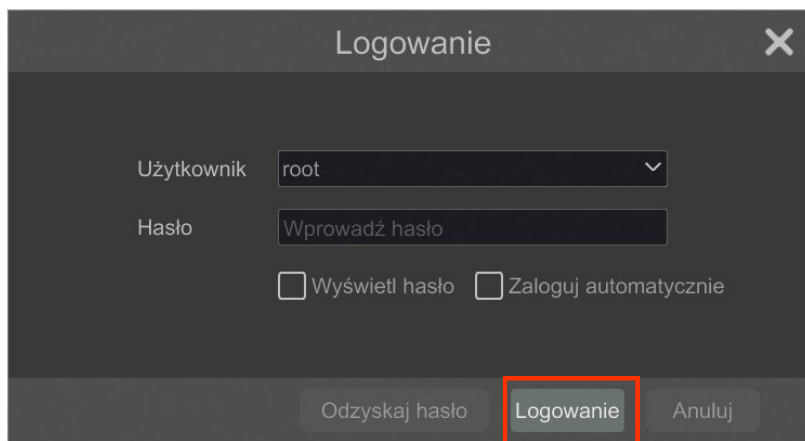 Logowanie
Użytkownik root
Hasło Wprowadź hasło
Wyświetl hasło Zaloguj automatycznie
Odzyskaj hasło Logowanie Anuluj